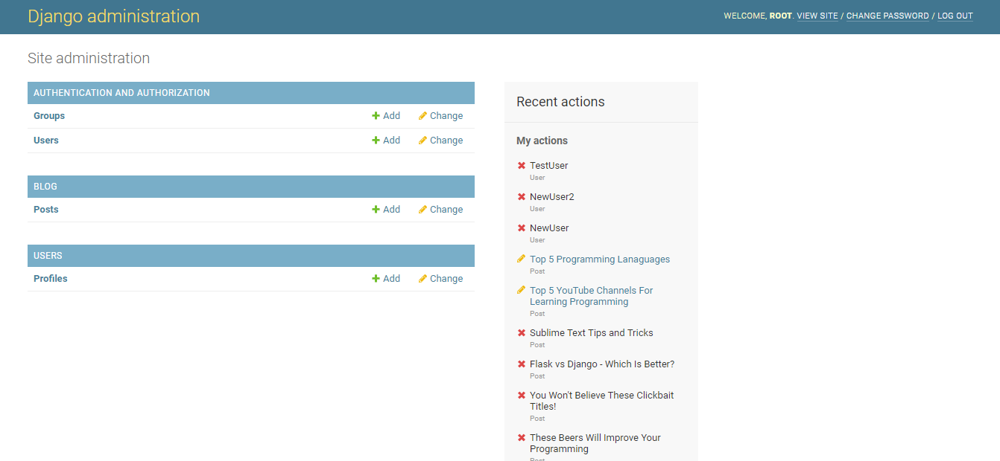 Django administration
WELCOME, ROOT. VIEW SITE / CHANGE PASSWORD / LOG OUT
Site administration
AUTHENTICATION AND AUTHORIZATION
Groups Add Change
Users Add Change
BLOG
Posts Add Change
USERS
Profiles Add Change
Recent actions
My actions
TestUser
User
NewUser2
User
NewUser
User
Top 5 Programming Lanaguages
Post
Top 5 YouTube Channels For
Learning Programming
Post
Sublime Text Tips and Tricks
Post
Flask vs Django - Which Is Better?
Post
You Won't Believe These Clickbait
Titles!
Post
These Beers Will Improve Your
Programming
Post